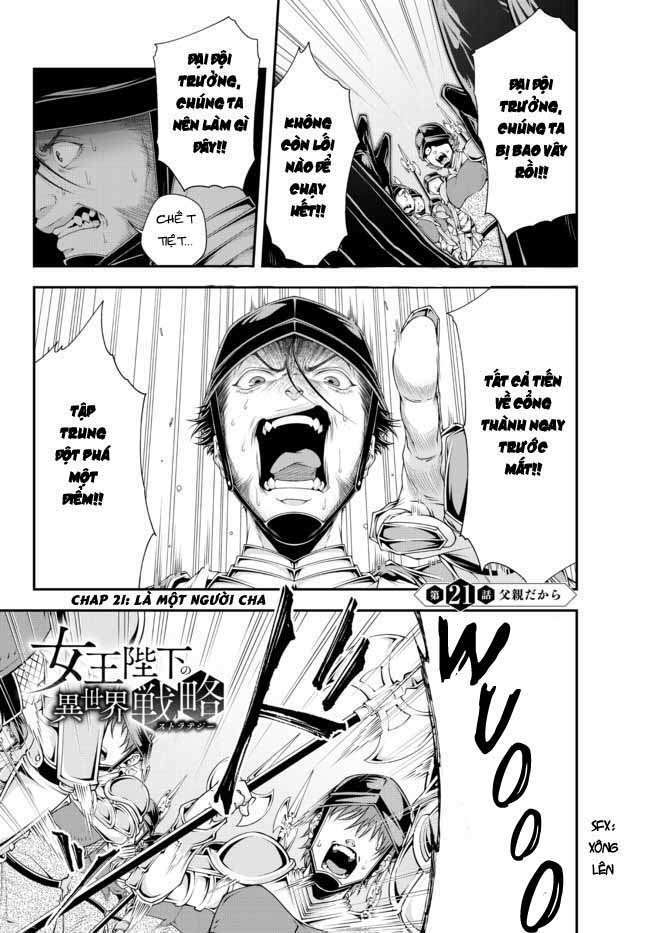 ĐẠI ĐỘI
TRƯỞNG,
CHÚNG TA
BỊ BAO VÂY
RỒI!!
KHÔNG
CÒN LỐI
NÀO ĐỂ
CHẠY
HẾT!!
ĐẠI ĐỘI
TRƯỞNG,
CHÚNG TA
NÊN LÀM GÌ
ĐÂY!!
CHẾT
TIỆT...
TẤT CẢ TIẾN
VỀ CỔNG
THÀNH NGAY
TRƯỚC
MẮT!!
TẬP
TRUNG
ĐỘT PHÁ
MỘT
ĐIỂM!!
CHAP 21: LÀ MỘT NGƯỜI CHA
第21話 父親だから
女王陛下の
異世界戦略
ストラテジー
WUOOO
SFX:
XÔNG
LÊN